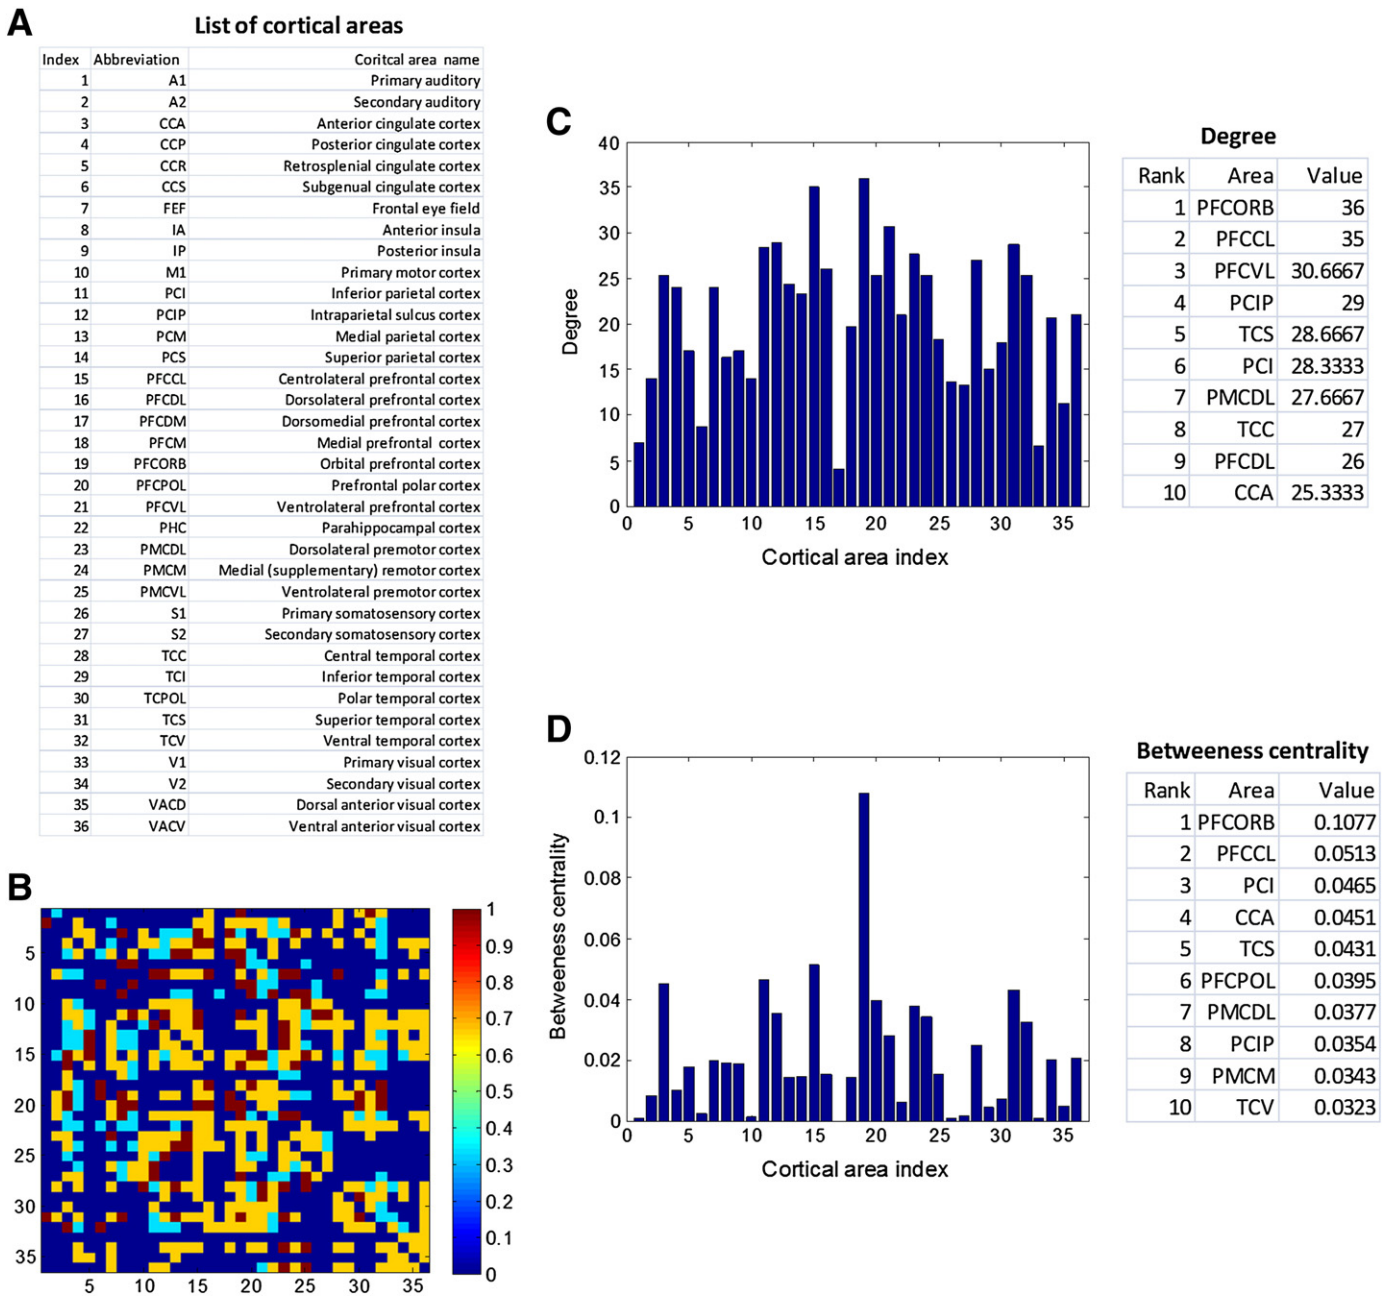 A
List of cortical areas
Index Abbreviation Coritcal area name
1 A1 Primary auditory
2 A2 Secondary auditory
3 CCA Anterior cingulate cortex
4 CCP Posterior cingulate cortex
5 CCR Retrosplenial cingulate cortex
6 CCS Subgenual cingulate cortex
7 FEF Frontal eye field
8 IA Anterior insula
9 IP Posterior insula
10 M1 Primary motor cortex
11 PCI Inferior parietal cortex
12 PCIP Intraparietal sulcus cortex
13 PCM Medial parietal cortex
14 PCS Superior parietal cortex
15 PFCCL Centrolateral prefrontal cortex
16 PFCDL Dorsolateral prefrontal cortex
17 PFCDM Dorsomedial prefrontal cortex
18 PFCM Medial prefrontal cortex
19 PFCORB Orbital prefrontal cortex
20 PFCPOL Prefrontal polar cortex
21 PFCVL Ventrolateral prefrontal cortex
22 PHC Parahippocampal cortex
23 PMCDL Dorsolateral premotor cortex
24 PMCM Medial (supplementary) remotor cortex
25 PMCVL Ventrolateral premotor cortex
26 S1 Primary somatosensory cortex
27 S2 Secondary somatosensory cortex
28 TCC Central temporal cortex
29 TCI Inferior temporal cortex
30 TCPOL Polar temporal cortex
31 TCS Superior temporal cortex
32 TCV Ventral temporal cortex
33 V1 Primary visual cortex
34 V2 Secondary visual cortex
35 VACD Dorsal anterior visual cortex
36 VACV Ventral anterior visual cortex
B
5
10
15
20
25
30
35
5 10 15 20 25 30 35
1
0.9
0.8
0.7
0.6
0.5
0.4
0.3
0.2
0.1
0
C
40
35
30
25
20
15
10
5
0
Degree
0 5 10 15 20 25 30 35
Cortical area index
Degree
Rank Area Value
1 PFCORB 36
2 PFCCL 35
3 PFCVL 30.6667
4 PCIP 29
5 TCS 28.6667
6 PCI 28.3333
7 PMCDL 27.6667
8 TCC 27
9 PFCDL 26
10 CCA 25.3333
D
0.12
0.1
0.08
0.06
0.04
0.02
0
Betweeness centrality
0 5 10 15 20 25 30 35
Cortical area index
Betweeness centrality
Rank Area Value
1 PFCORB 0.1077
2 PFCCL 0.0513
3 PCI 0.0465
4 CCA 0.0451
5 TCS 0.0431
6 PFCPOL 0.0395
7 PMCDL 0.0377
8 PCIP 0.0354
9 PMCM 0.0343
10 TCV 0.0323